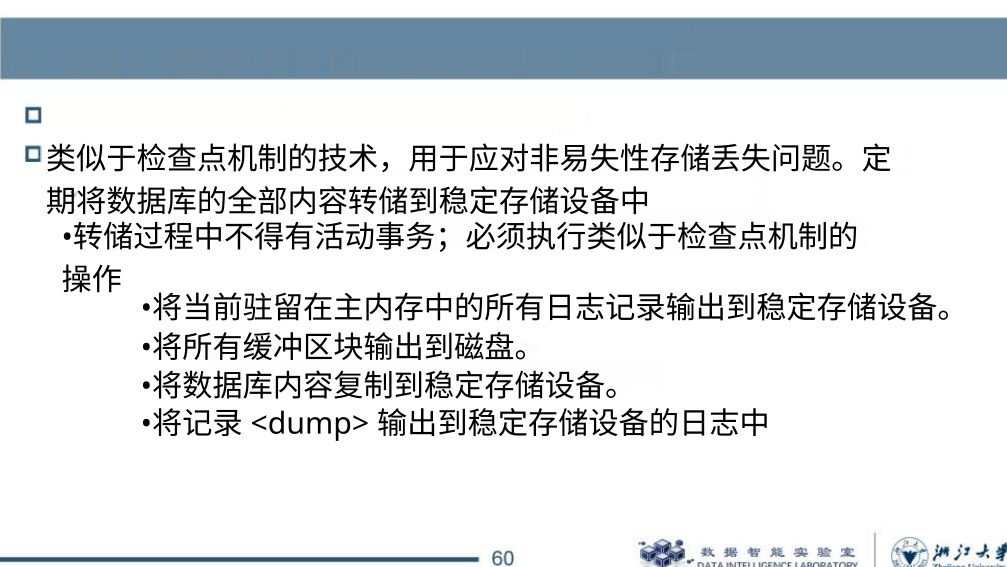 类似于检查点机制的技术，用于应对非易失性存储丢失问题。定
期将数据库的全部内容转储到稳定存储设备中
•转储过程中不得有活动事务；必须执行类似于检查点机制的
操作
•将当前驻留在主内存中的所有日志记录输出到稳定存储设备。
•将所有缓冲区块输出到磁盘。
•将数据库内容复制到稳定存储设备。
•将记录 <dump> 输出到稳定存储设备的日志中
60
数据智能实验室
DATA INTELLIGENCE LABORATORY
浙江大学
Zhejiang University